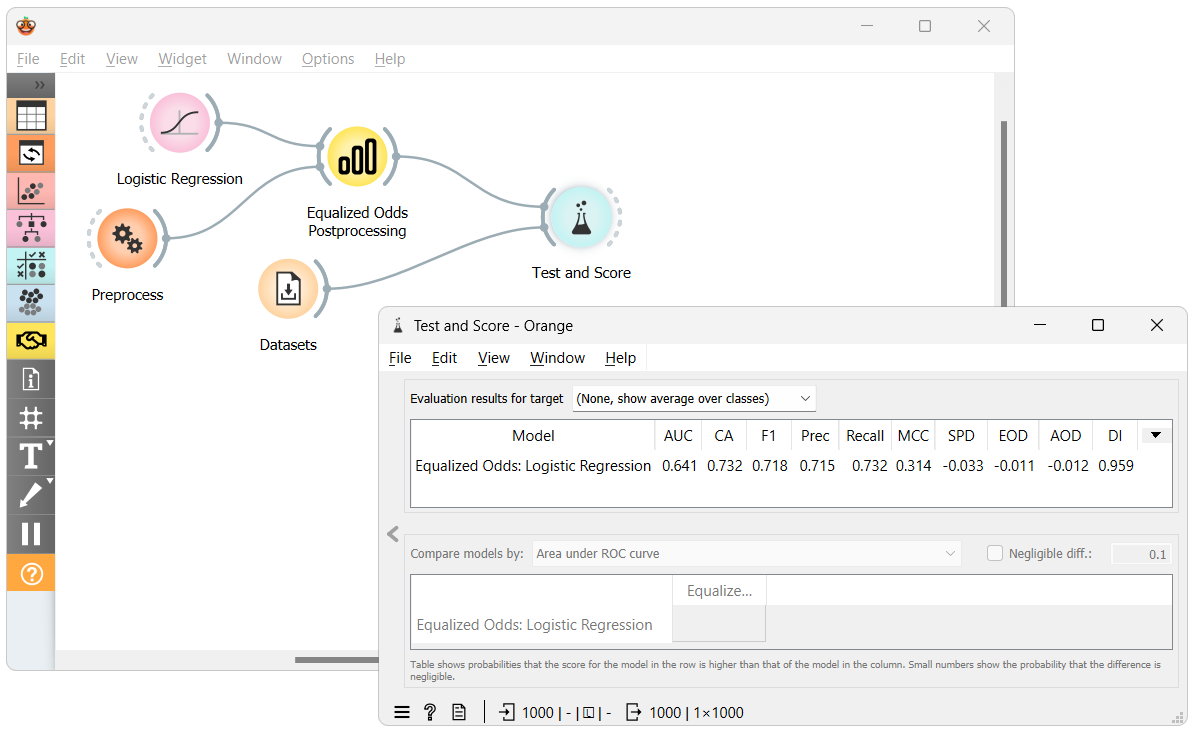 File Edit View Widget Window Options Help
»
Logistic Regression
Equalized Odds
Postprocessing
Preprocess
Datasets
Test and Score
T
Test and Score - Orange
File Edit View Window Help
Evaluation results for target (None, show average over classes)
Model AUC CA F1 Prec Recall MCC SPD EOD AOD DI
Equalized Odds: Logistic Regression 0.641 0.732 0.718 0.715 0.732 0.314 -0.033 -0.011 -0.012 0.959
Compare models by: Area under ROC curve Negligible diff.: 0.1
Equalize...
Equalized Odds: Logistic Regression
Table shows probabilities that the score for the model in the row is higher than that of the model in the column. Small numbers show the probability that the difference is
negligible.
? 1000 | - | | - 1000 | 1×1000